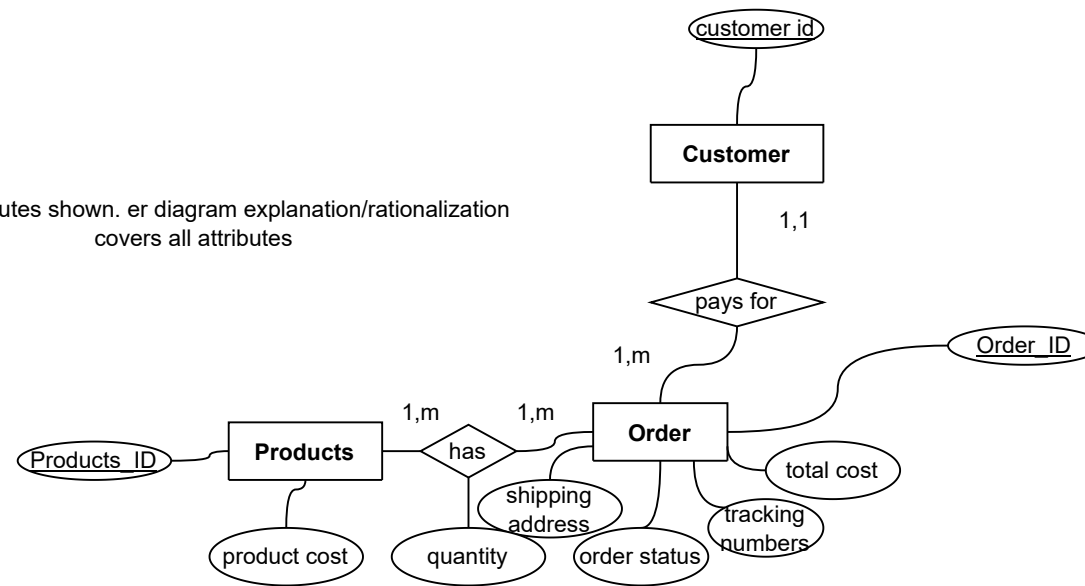 customer id
Customer
utes shown. er diagram explanation/rationalization
covers all attributes
1,1
pays for
1,m
Order_ID
1,m
1,m
Products_ID
Products
has
Order
total cost
shipping
address
tracking
numbers
product cost
quantity
order status